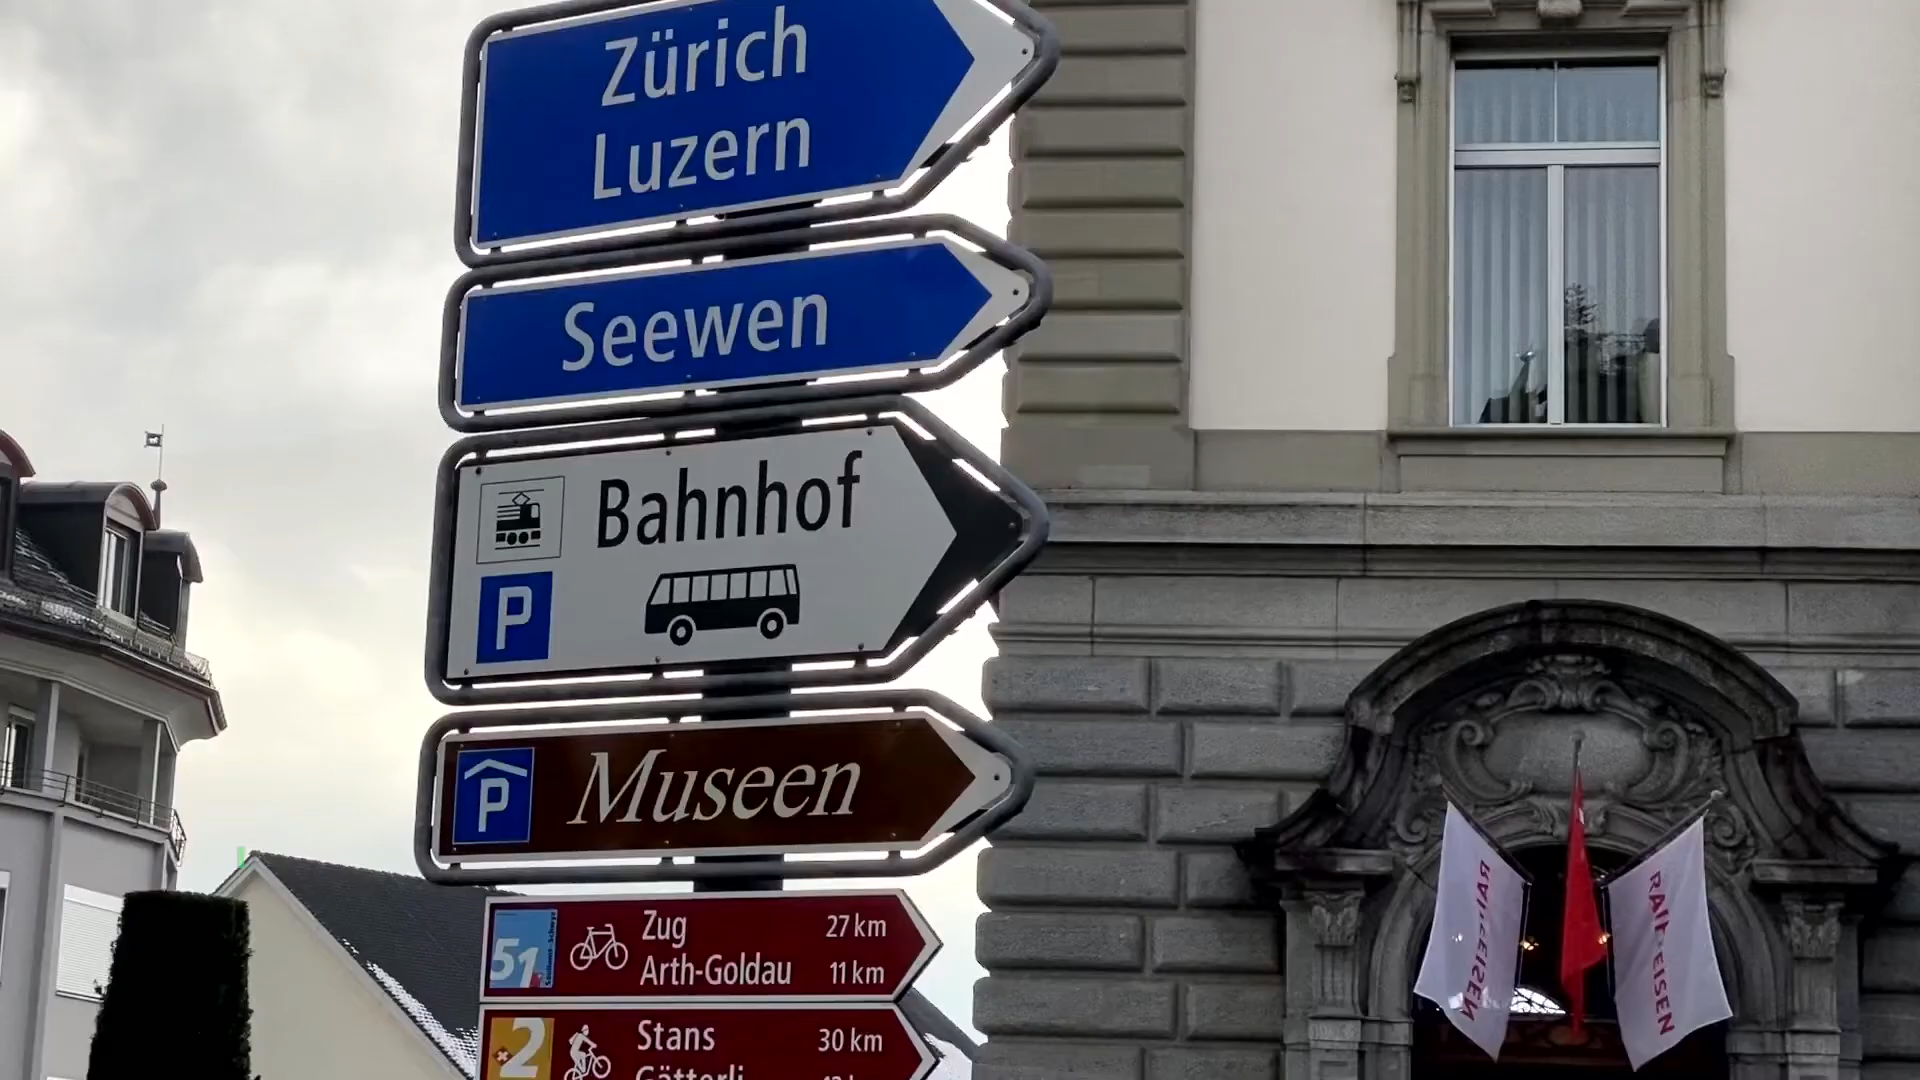 Zürich
Luzern
Seewen
Bahnhof
P
P Museen
51 Zug 27 km
Arth-Goldau 11 km
2 Stans 30 km
Gätterli
RAIFFEISEN
RAIFFEISEN